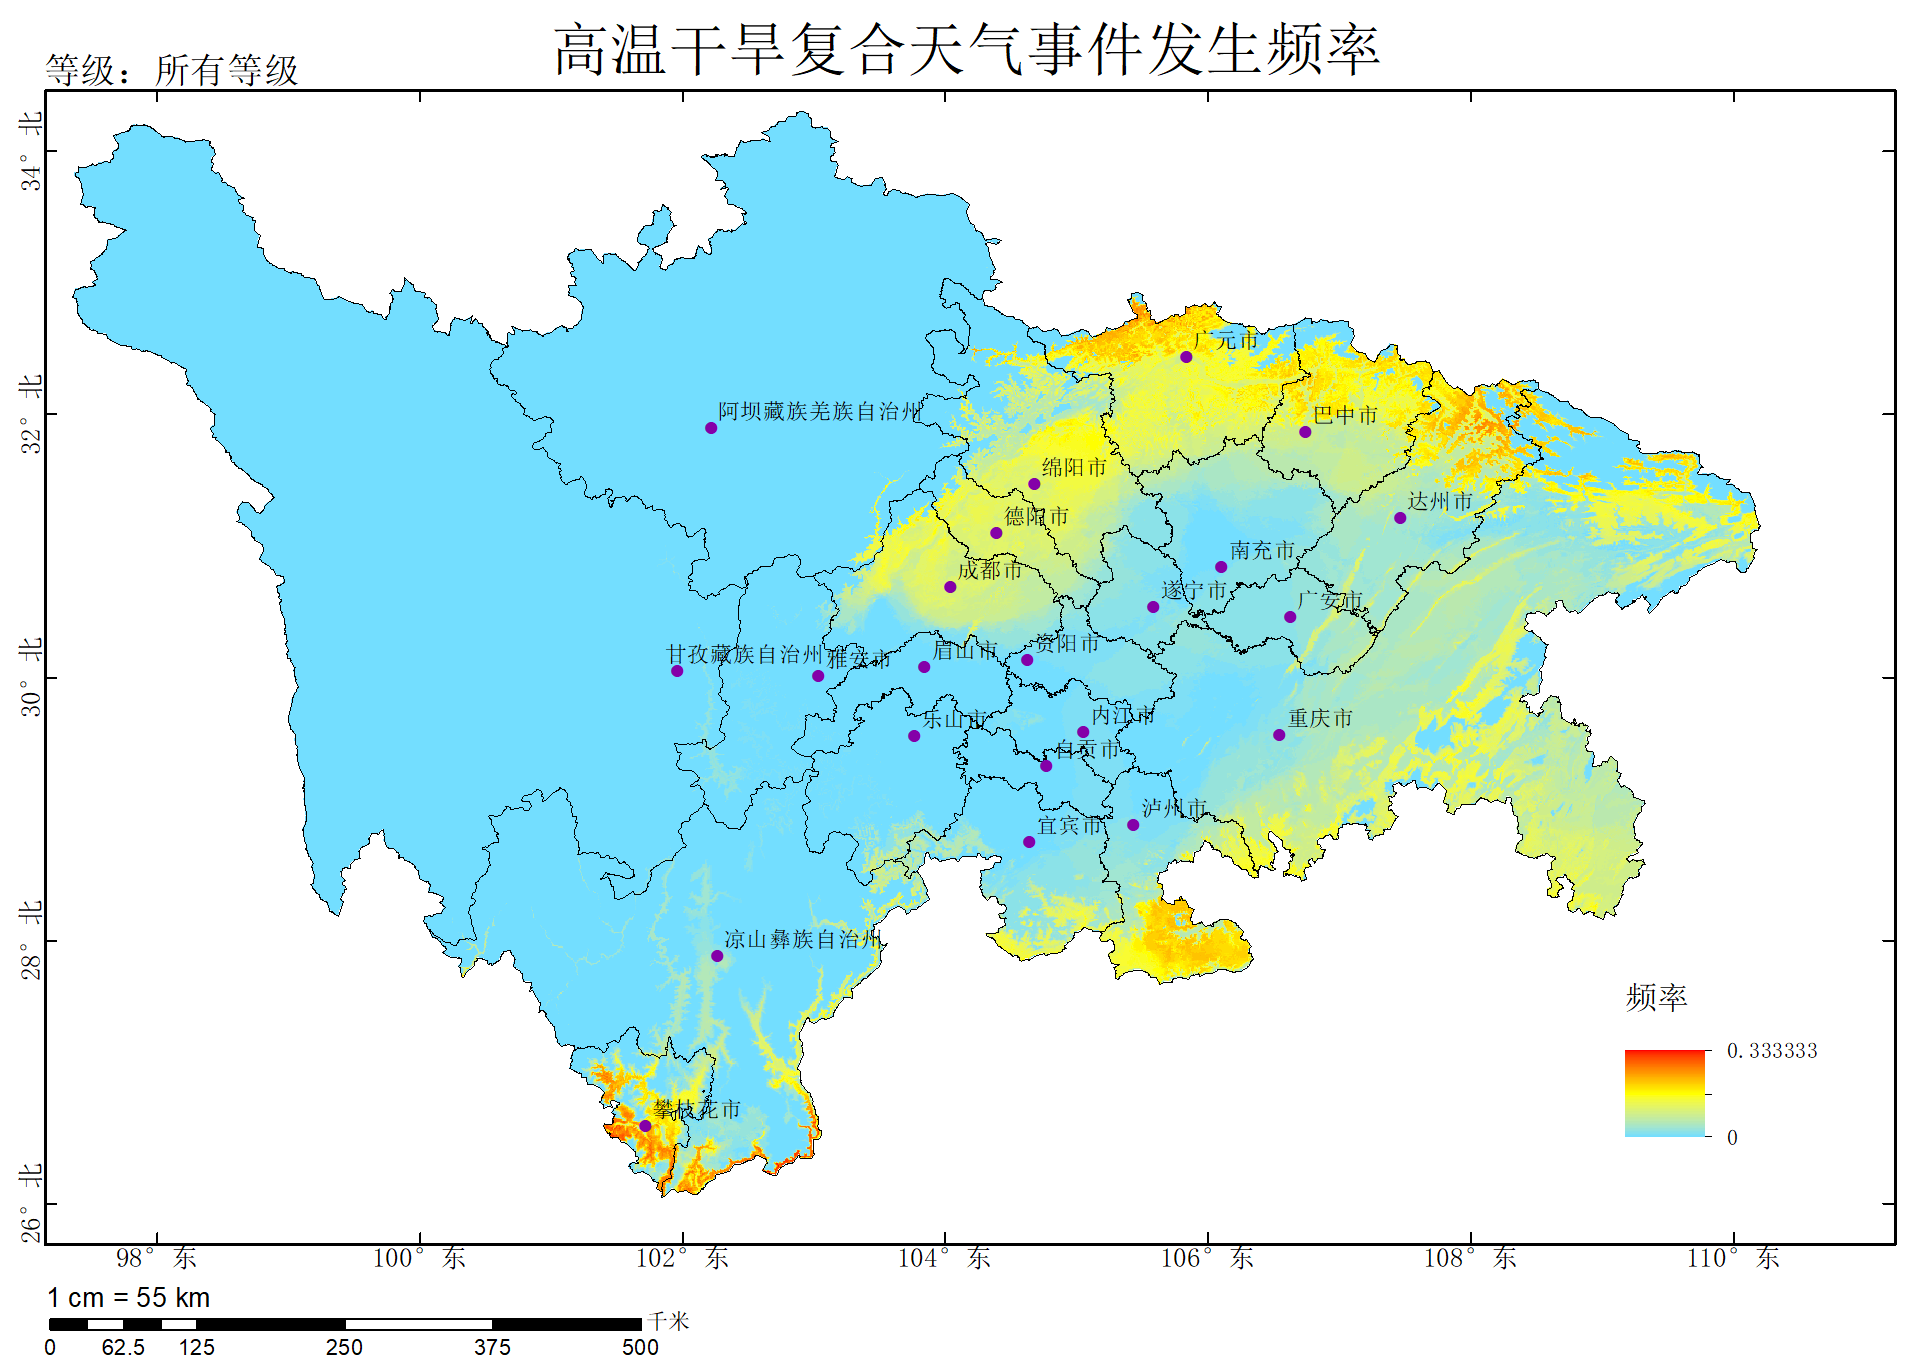 高温干旱复合天气事件发生频率
等级：所有等级
34° 北
32° 北
30° 北
28° 北
26° 北
广元市
阿坝藏族羌族自治州
巴中市
绵阳市
达州市
德阳市
南充市
成都市
遂宁市
广安市
资阳市
眉山市
甘孜藏族自治州
雅安市
内江市
乐山市
重庆市
自贡市
泸州市
宜宾市
凉山彝族自治州
攀枝花市
频率
0.333333
0
98° 东
100° 东
102° 东
104° 东
106° 东
108° 东
110° 东
1 cm = 55 km
千米
0 62.5 125 250 375 500